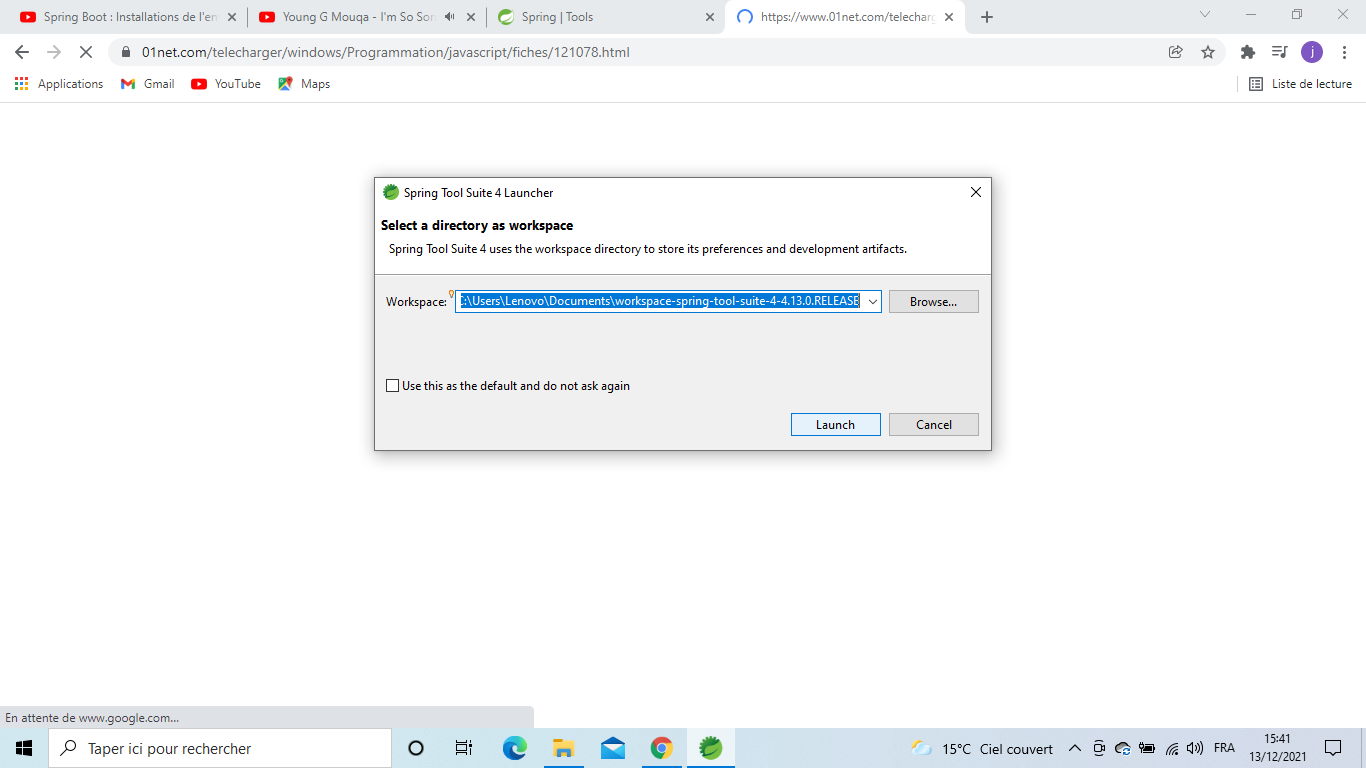 Spring Boot : Installations de l'en
Young G Mouqa - I'm So Sor
Spring | Tools
https://www.01net.com/telecharg
01net.com/telecharger/windows/Programmation/javascript/fiches/121078.html
j
Applications
Gmail
YouTube
Maps
Liste de lecture
Spring Tool Suite 4 Launcher
Select a directory as workspace
Spring Tool Suite 4 uses the workspace directory to store its preferences and development artifacts.
Workspace:
:\Users\Lenovo\Documents\workspace-spring-tool-suite-4-4.13.0.RELEASE
Browse...
Use this as the default and do not ask again
Launch
Cancel
En attente de www.google.com...
Taper ici pour rechercher
15°C Ciel couvert
FRA
15:41
13/12/2021